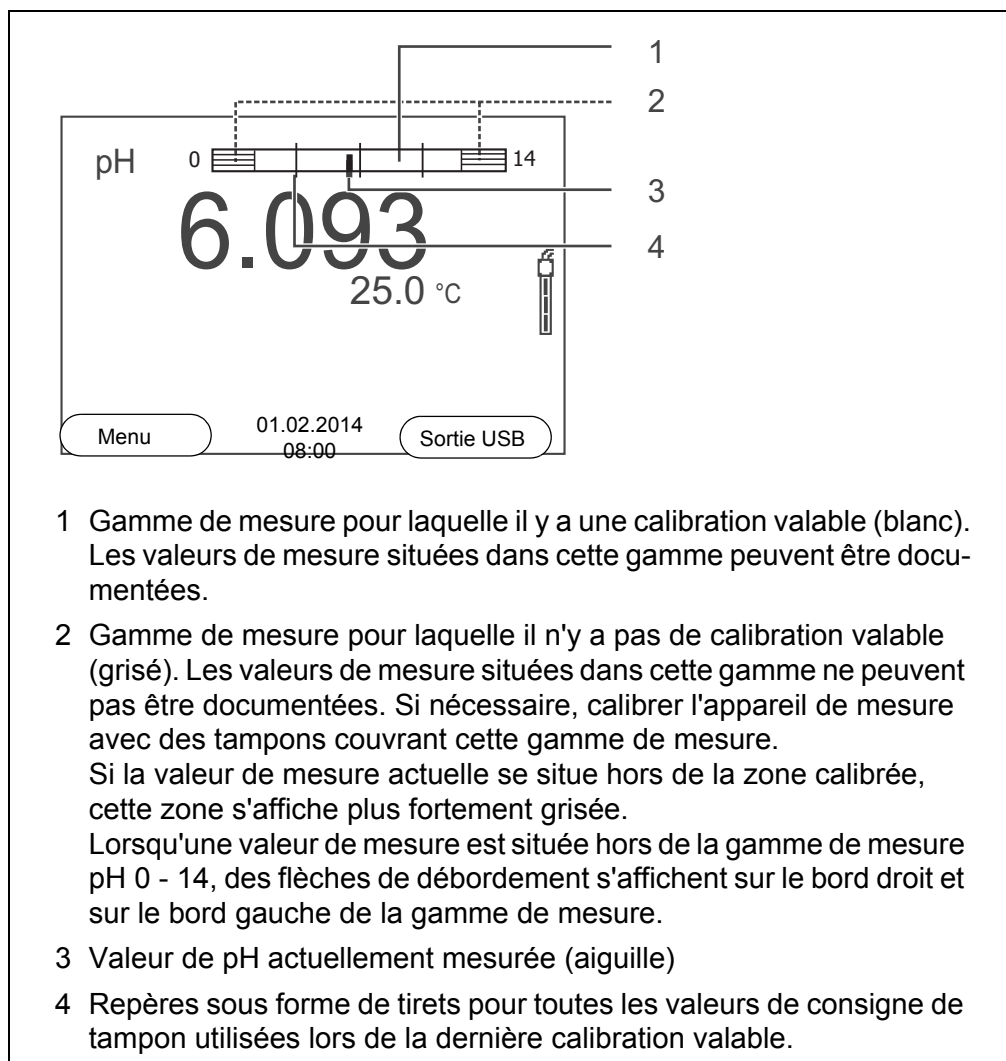 1
2
pH 0 14
3
6.093
4
25.0 °C
Menu 01.02.2014 Sortie USB
08:00
1 Gamme de mesure pour laquelle il y a une calibration valable (blanc).
Les valeurs de mesure situées dans cette gamme peuvent être docu-
mentées.
2 Gamme de mesure pour laquelle il n'y a pas de calibration valable
(grisé). Les valeurs de mesure situées dans cette gamme ne peuvent
pas être documentées. Si nécessaire, calibrer l'appareil de mesure
avec des tampons couvrant cette gamme de mesure.
Si la valeur de mesure actuelle se situe hors de la zone calibrée,
cette zone s'affiche plus fortement grisée.
Lorsqu'une valeur de mesure est située hors de la gamme de mesure
pH 0 - 14, des flèches de débordement s'affichent sur le bord droit et
sur le bord gauche de la gamme de mesure.
3 Valeur de pH actuellement mesurée (aiguille)
4 Repères sous forme de tirets pour toutes les valeurs de consigne de
tampon utilisées lors de la dernière calibration valable.